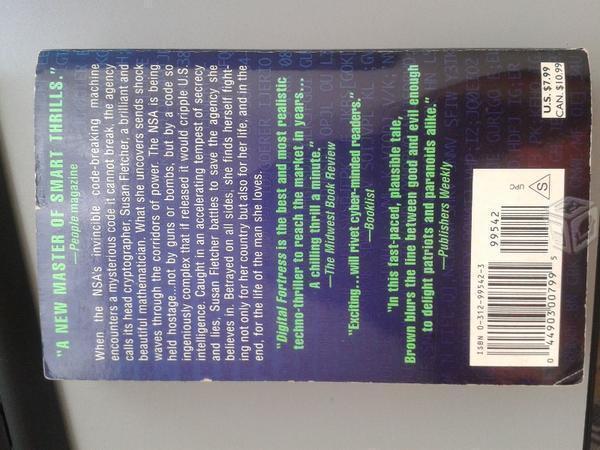 "A NEW MASTER OF SMART THRILLS."
—People magazine
When the NSA's invincible code-breaking machine
encounters a mysterious code it cannot break, the agency
calls its head cryptographer, Susan Fletcher, a brilliant and
beautiful mathematician. What she uncovers sends shock
waves through the corridors of power. The NSA is being
held hostage...not by guns or bombs, but by a code so
ingeniously complex that if released it would cripple U.S.
intelligence. Caught in an accelerating tempest of secrecy
and lies, Susan Fletcher battles to save the agency she
believes in. Betrayed on all sides, she finds herself fight-
ing not only for her country but also for her life, and in the
end, for the life of the man she loves.
"Digital Fortress is the best and most realistic
techno-thriller to reach the market in years...
A chilling thrill a minute."
—The Midwest Book Review
"Exciting...will rivet cyber-minded readers."
—Booklist
"In this fast-paced, plausible tale,
Brown blurs the line between good and evil enough
to delight patriots and paranoids alike."
—Publishers Weekly
U.S. $7.99
CAN. $10.99
S
UPC
99542
ISBN 0-312-99542-3
0 44903 00799 5